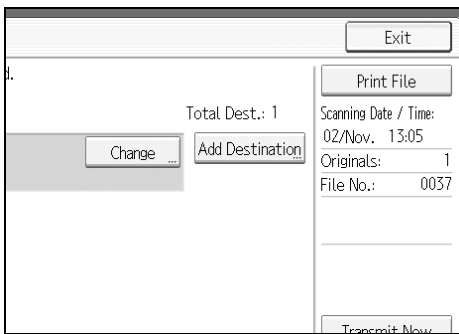 Exit
d.
Print File
Total Dest.: 1
Scanning Date / Time:
02/Nov. 13:05
Change ...
Add Destination...
Originals: 1
File No.: 0037
Transmit Now